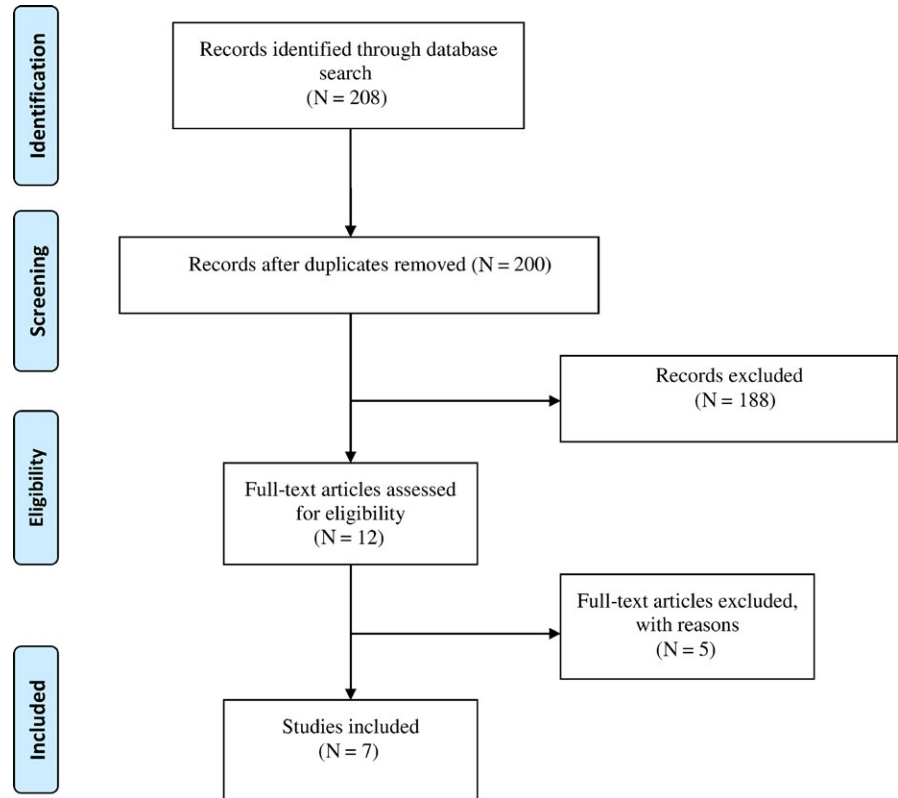 Identification
Records identified through database
search
(N = 208)
Screening
Records after duplicates removed (N = 200)
Records excluded
(N = 188)
Eligibility
Full-text articles assessed
for eligibility
(N = 12)
Full-text articles excluded,
with reasons
(N = 5)
Included
Studies included
(N = 7)